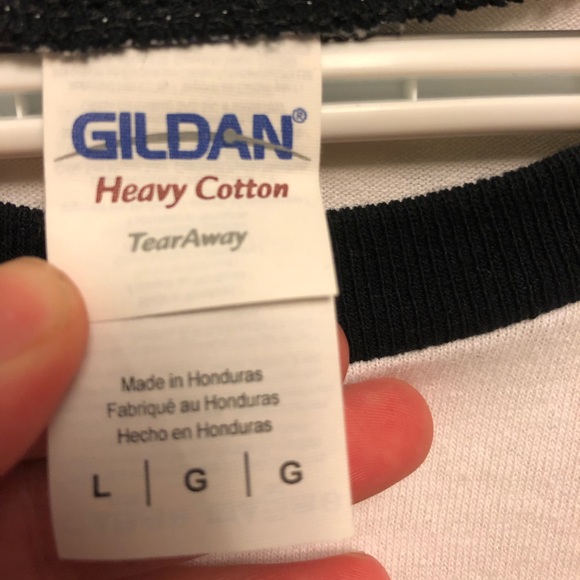 GILDAN®
Heavy Cotton
TearAway
Made in Honduras
Fabriqué au Honduras
Hecho en Honduras
L | G | G